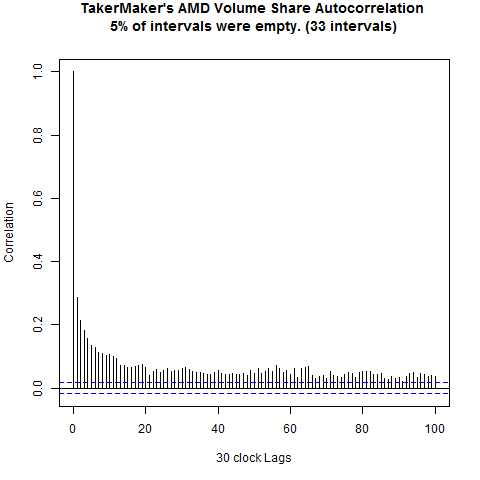 TakerMaker's AMD Volume Share Autocorrelation
5% of intervals were empty. (33 intervals)
Correlation
1.0
0.8
0.6
0.4
0.2
0.0
0 20 40 60 80 100
30 clock Lags